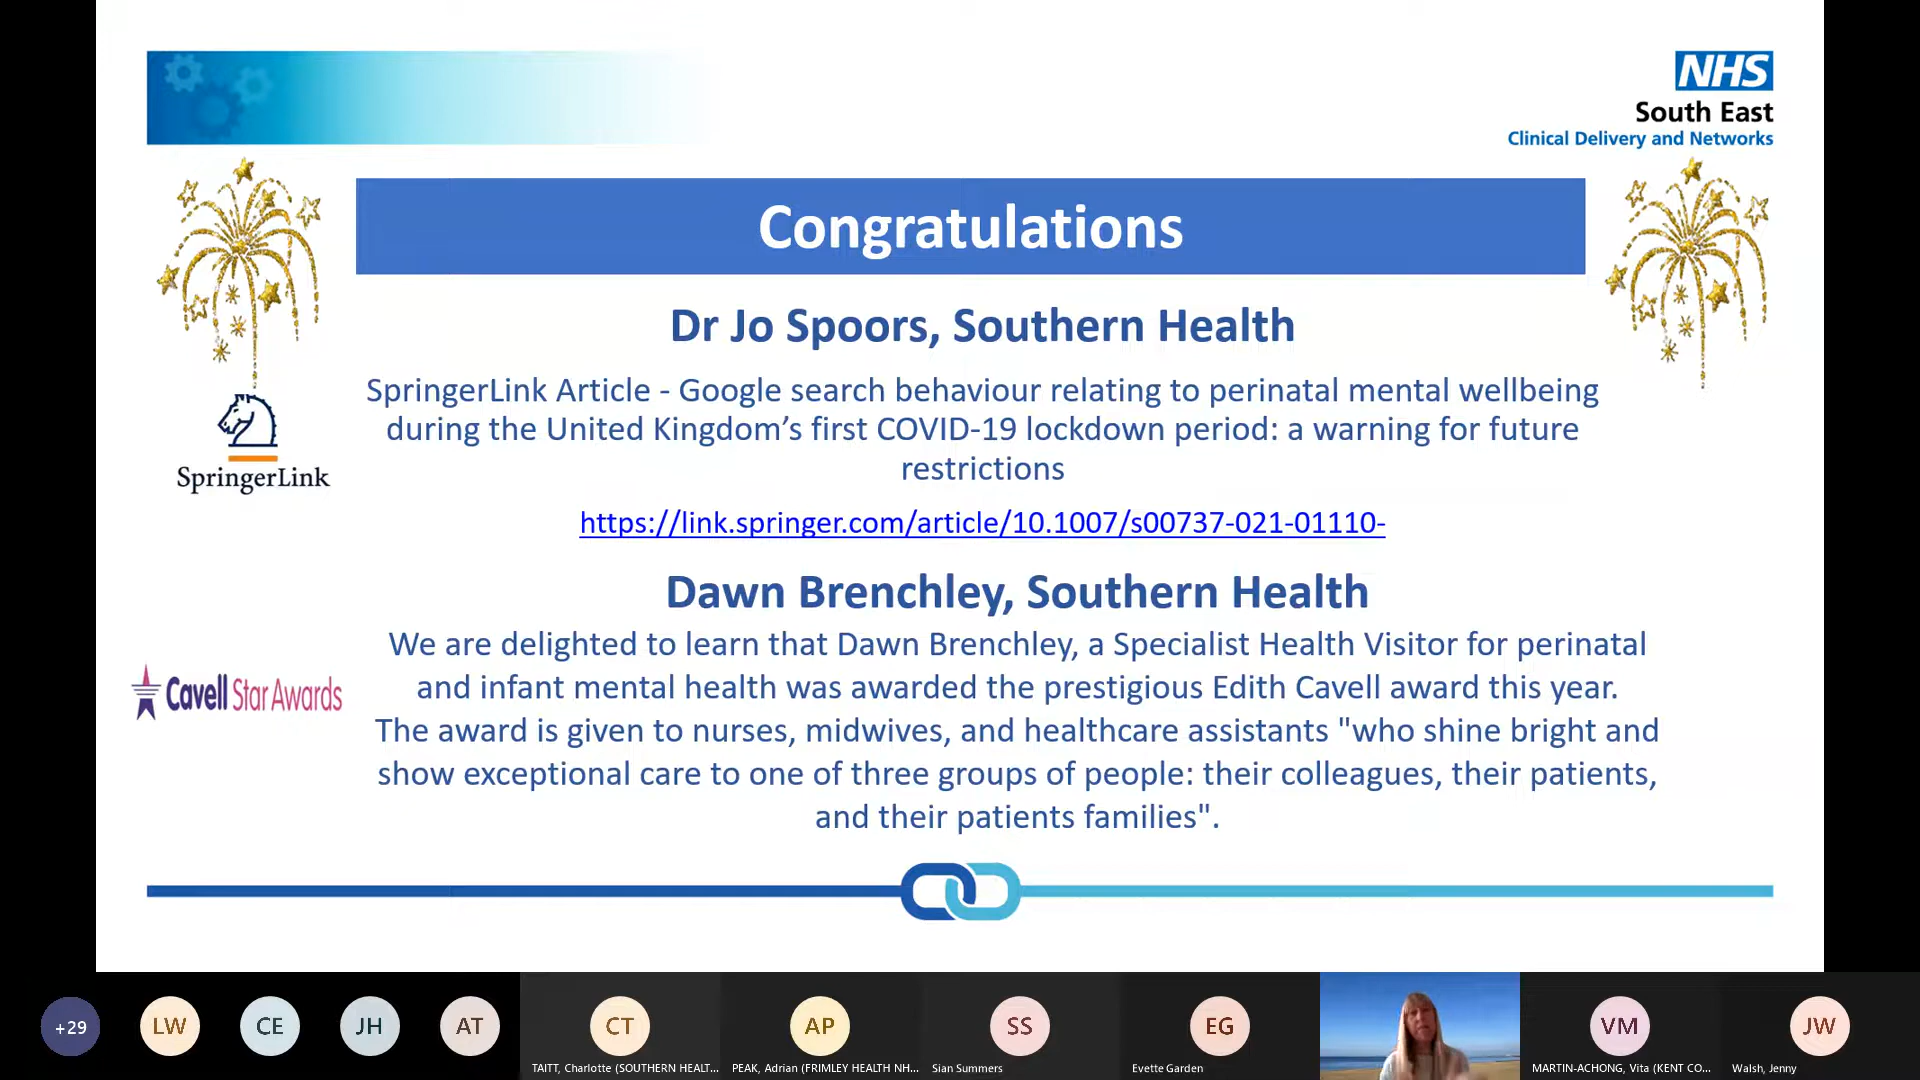 NHS
South East
Clinical Delivery and Networks
Congratulations
Dr Jo Spoors, Southern Health
SpringerLink Article - Google search behaviour relating to perinatal mental wellbeing
during the United Kingdom’s first COVID-19 lockdown period: a warning for future
restrictions
SpringerLink
https://link.springer.com/article/10.1007/s00737-021-01110-
Dawn Brenchley, Southern Health
We are delighted to learn that Dawn Brenchley, a Specialist Health Visitor for perinatal
and infant mental health was awarded the prestigious Edith Cavell award this year.
Cavell Star Awards
The award is given to nurses, midwives, and healthcare assistants "who shine bright and
show exceptional care to one of three groups of people: their colleagues, their patients,
and their patients families".
+29
LW
CE
JH
AT
CT
AP
SS
EG
VM
JW
TAITT, Charlotte (SOUTHERN HEALT...
PEAK, Adrian (FRIMLEY HEALTH NH...
Sian Summers
Evette Garden
MARTIN-ACHONG, Vita (KENT CO...
Walsh, Jenny